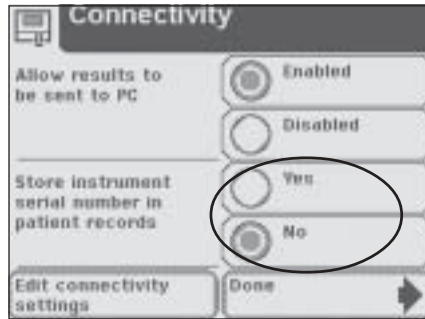 Connectivity
Allow results to
be sent to PC
Enabled
Disabled
Store instrument
serial number in
patient records
Yes
No
Edit connectivity
settings
Done